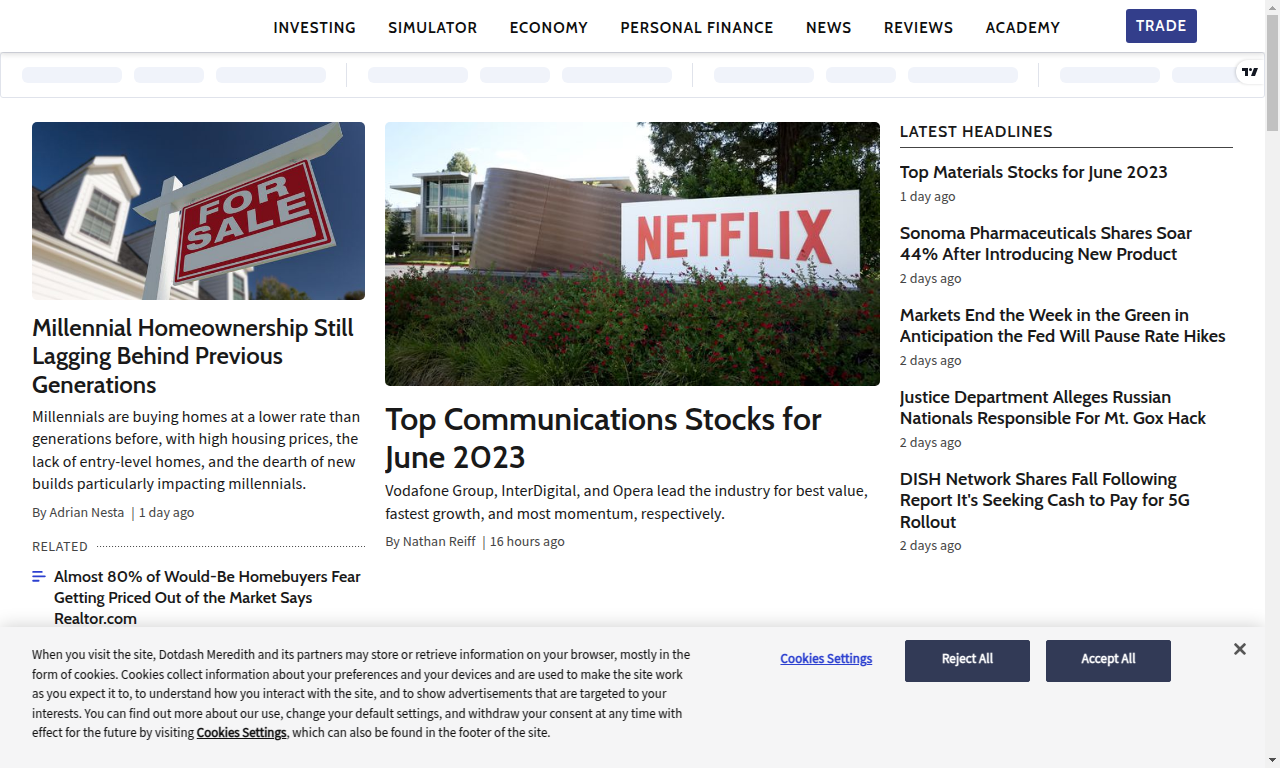 INVESTING SIMULATOR ECONOMY PERSONAL FINANCE NEWS REVIEWS ACADEMY TRADE
FOR
SALE
Millennial Homeownership Still
Lagging Behind Previous
Generations
Millennials are buying homes at a lower rate than
generations before, with high housing prices, the
lack of entry-level homes, and the dearth of new
builds particularly impacting millennials.
By Adrian Nesta | 1 day ago
RELATED
Almost 80% of Would-Be Homebuyers Fear
Getting Priced Out of the Market Says
Realtor.com
NETFLIX
Top Communications Stocks for
June 2023
Vodafone Group, InterDigital, and Opera lead the industry for best value,
fastest growth, and most momentum, respectively.
By Nathan Reiff | 16 hours ago
LATEST HEADLINES
Top Materials Stocks for June 2023
1 day ago
Sonoma Pharmaceuticals Shares Soar
44% After Introducing New Product
2 days ago
Markets End the Week in the Green in
Anticipation the Fed Will Pause Rate Hikes
2 days ago
Justice Department Alleges Russian
Nationals Responsible For Mt. Gox Hack
2 days ago
DISH Network Shares Fall Following
Report It's Seeking Cash to Pay for 5G
Rollout
2 days ago
When you visit the site, Dotdash Meredith and its partners may store or retrieve information on your browser, mostly in the
form of cookies. Cookies collect information about your preferences and your devices and are used to make the site work
as you expect it to, to understand how you interact with the site, and to show advertisements that are targeted to your
interests. You can find out more about our use, change your default settings, and withdraw your consent at any time with
effect for the future by visiting Cookies Settings, which can also be found in the footer of the site.
Cookies Settings
Reject All
Accept All